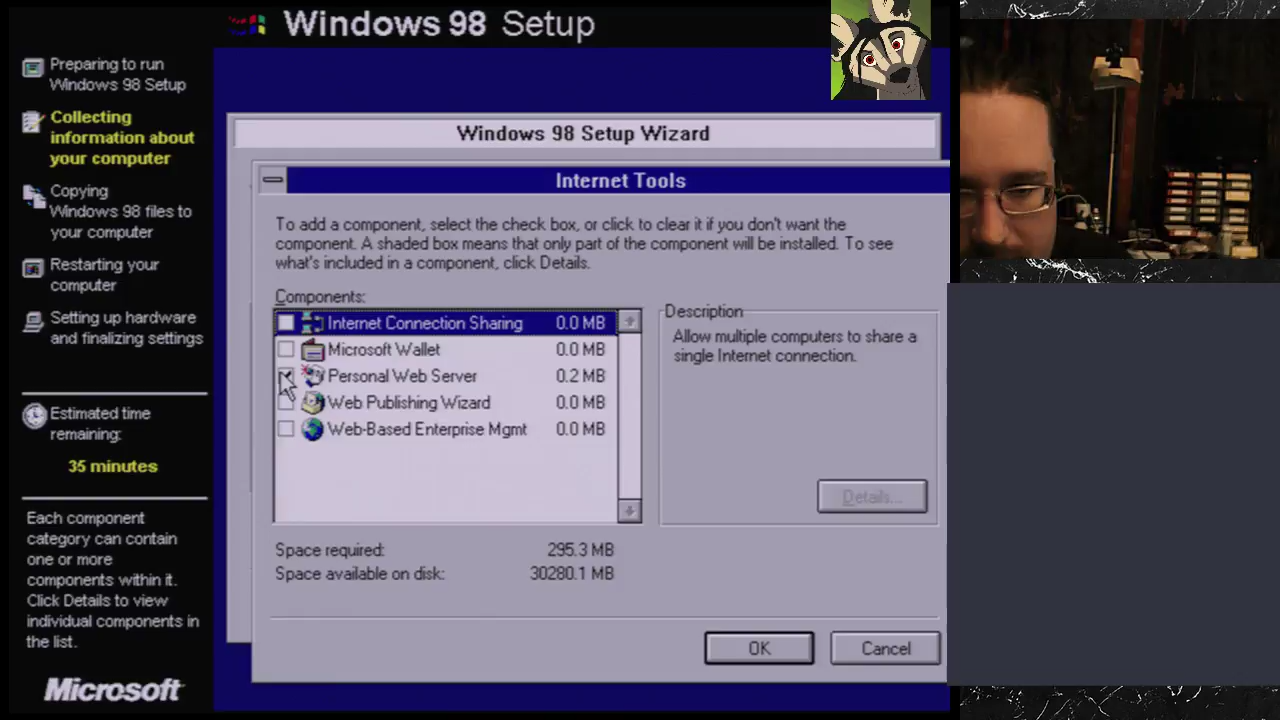 Windows 98 Setup
Preparing to run
Windows 98 Setup
Collecting
information about
your computer
Copying
Windows 98 files to
your computer
Restarting your
computer
Setting up hardware
and finalizing settings
Estimated time
remaining:
35 minutes
Each component
category can contain
one or more
components within it.
Click Details to view
individual components in
the list.
Microsoft
Windows 98 Setup Wizard
Internet Tools
To add a component, select the check box, or click to clear it if you don't want the
component. A shaded box means that only part of the component will be installed. To see
what's included in a component, click Details.
Components:
Internet Connection Sharing 0.0 MB
Microsoft Wallet 0.0 MB
Personal Web Server 0.2 MB
Web Publishing Wizard 0.0 MB
Web-Based Enterprise Mgmt 0.0 MB
Description
Allow multiple computers to share a
single Internet connection.
Details...
Space required: 295.3 MB
Space available on disk: 30280.1 MB
OK
Cancel